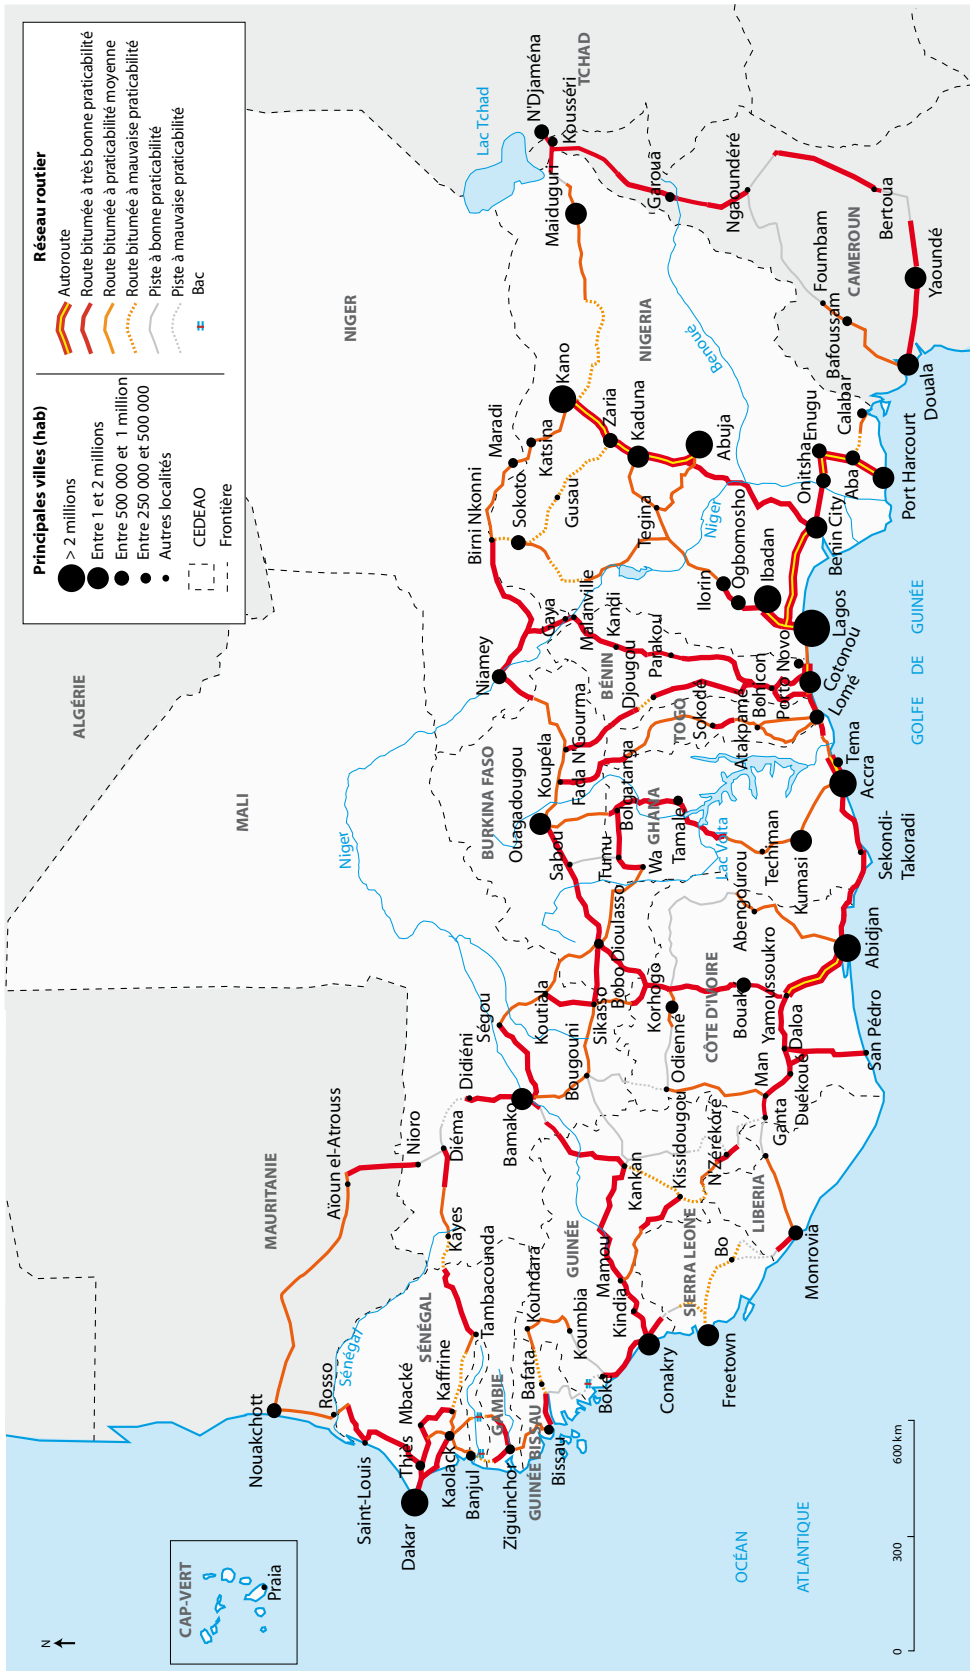 Principales villes (hab)
> 2 millions
Entre 1 et 2 millions
Entre 500 000 et 1 million
Entre 250 000 et 500 000
Autres localités
CEDEAO
Frontière
Réseau routier
Autoroute
Route bitumée à très bonne praticabilité
Route bitumée à praticabilité moyenne
Route bitumée à mauvaise praticabilité
Piste à bonne praticabilité
Piste à mauvaise praticabilité
Bac
N
CAP-VERT
Praia
ALGÉRIE
MALI
MAURITANIE
NIGER
TCHAD
Lac Tchad
N'Djaména
Kousséri
Maiduguri
Garoua
Ngaoundéré
Bertoua
Yaoundé
Foumbam
Bafoussam
CAMEROUN
Douala
Calabar
NIGERIA
Benoué
Kano
Zaria
Kaduna
Abuja
Katsina
Maradi
Birni Nkonni
Sokoto
Gusau
Tegina
Niger
Enugu
Onitsha
Aba
Port Harcourt
Benin City
Ogbomosho
Ilorin
Ibadan
Lagos
Niamey
Gaya
Malanville
Kandi
BÉNIN
Parakou
Djougou
Bohicon
Porto Novo
Cotonou
Lomé
TOGO
Sokodé
Atakpamé
Niger
BURKINA FASO
Ouagadougou
Koupéla
Fada N'Gourma
Sabou
Bobo Dioulasso
Bolgatanga
GHANA
Tumu
Wa
Tamalé
Lac Volta
Techiman
Kumasi
Tema
Accra
Sekondi-
Takoradi
Abengourou
Abidjan
Yamoussoukro
Bouaké
CÔTE D'IVOIRE
Korhogo
Odienné
Daloa
Man
Duékoué
San Pédro
Ségou
Koutiala
Sikasso
Bougouni
Bamako
Didiéni
Diéma
Nioro
Aïoun el-Atrouss
Kayes
Nouakchott
Rosso
Sénégal
Saint-Louis
SÉNÉGAL
Dakar
Thiès
Mbacké
Kaffrine
Kaolack
Tambacounda
GAMBIE
Banjul
Ziguinchor
GUINÉE BISSAU
Bissau
Bafata
Koundara
Koumbia
Boké
GUINÉE
Kindia
Mamou
Conakry
Kankan
Kissidougou
N'Zérékoré
SIERRA LEONE
Freetown
Bo
LIBERIA
Ganta
Monrovia
OCÉAN
ATLANTIQUE
GOLFE DE GUINÉE
0 300 600 km